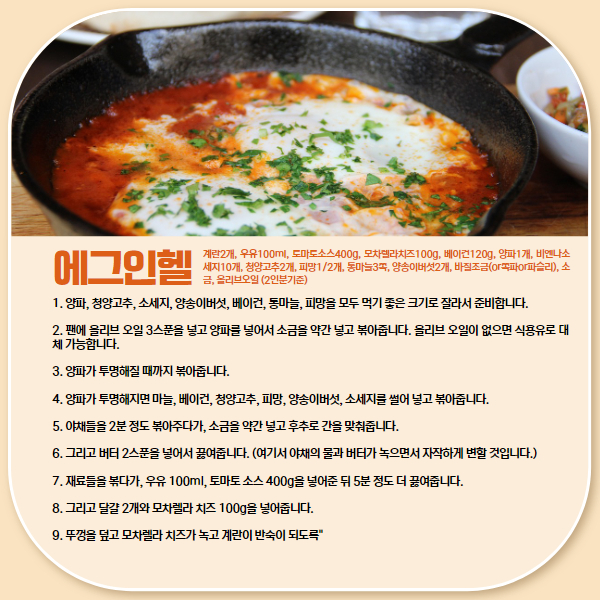 에그인헬
계란2개, 우유100ml, 토마토소스400g, 모차렐라치즈100g, 베이컨120g, 양파1개, 비엔나소
세지10개, 청양고추2개, 피망1/2개, 통마늘3쪽, 양송이버섯2개, 바질조금(or쪽파or파슬리), 소
금, 올리브오일 (2인분기준)
1. 양파, 청양고추, 소세지, 양송이버섯, 베이컨, 통마늘, 피망을 모두 먹기 좋은 크기로 잘라서 준비합니다.
2. 팬에 올리브 오일 3스푼을 넣고 양파를 넣어서 소금을 약간 넣고 볶아줍니다. 올리브 오일이 없으면 식용유로 대
체 가능합니다.
3. 양파가 투명해질 때까지 볶아줍니다.
4. 양파가 투명해지면 마늘, 베이컨, 청양고추, 피망, 양송이버섯, 소세지를 썰어 넣고 볶아줍니다.
5. 야채들을 2분 정도 볶아주다가, 소금을 약간 넣고 후추로 간을 맞춰줍니다.
6. 그리고 버터 2스푼을 넣어서 끓여줍니다. (여기서 야채의 물과 버터가 녹으면서 자작하게 변할 것입니다.)
7. 재료들을 볶다가, 우유 100ml, 토마토 소스 400g을 넣어준 뒤 5분 정도 더 끓여줍니다.
8. 그리고 달걀 2개와 모차렐라 치즈 100g을 넣어줍니다.
9. 뚜껑을 덮고 모차렐라 치즈가 녹고 계란이 반숙이 되도록"